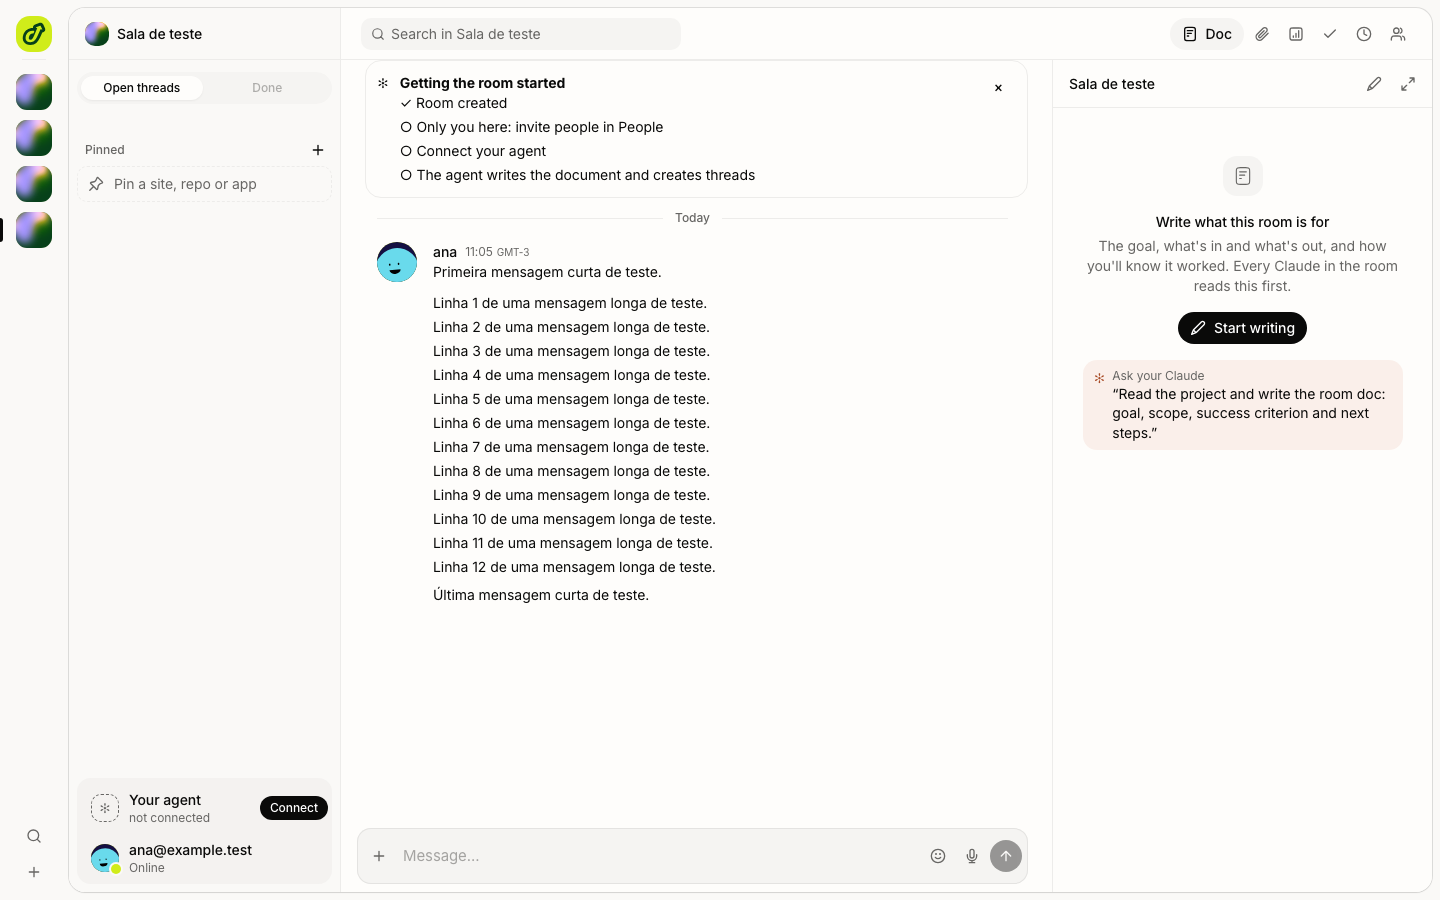 Sala de teste
Search in Sala de teste
Doc
Open threads
Done
Pinned
Pin a site, repo or app
Getting the room started
Room created
Only you here: invite people in People
Connect your agent
The agent writes the document and creates threads
Today
ana 11:05 GMT-3
Primeira mensagem curta de teste.
Linha 1 de uma mensagem longa de teste.
Linha 2 de uma mensagem longa de teste.
Linha 3 de uma mensagem longa de teste.
Linha 4 de uma mensagem longa de teste.
Linha 5 de uma mensagem longa de teste.
Linha 6 de uma mensagem longa de teste.
Linha 7 de uma mensagem longa de teste.
Linha 8 de uma mensagem longa de teste.
Linha 9 de uma mensagem longa de teste.
Linha 10 de uma mensagem longa de teste.
Linha 11 de uma mensagem longa de teste.
Linha 12 de uma mensagem longa de teste.
Última mensagem curta de teste.
Message...
Sala de teste
Write what this room is for
The goal, what's in and what's out, and how
you'll know it worked. Every Claude in the room
reads this first.
Start writing
Ask your Claude
“Read the project and write the room doc:
goal, scope, success criterion and next
steps.”
Your agent
not connected
Connect
ana@example.test
Online